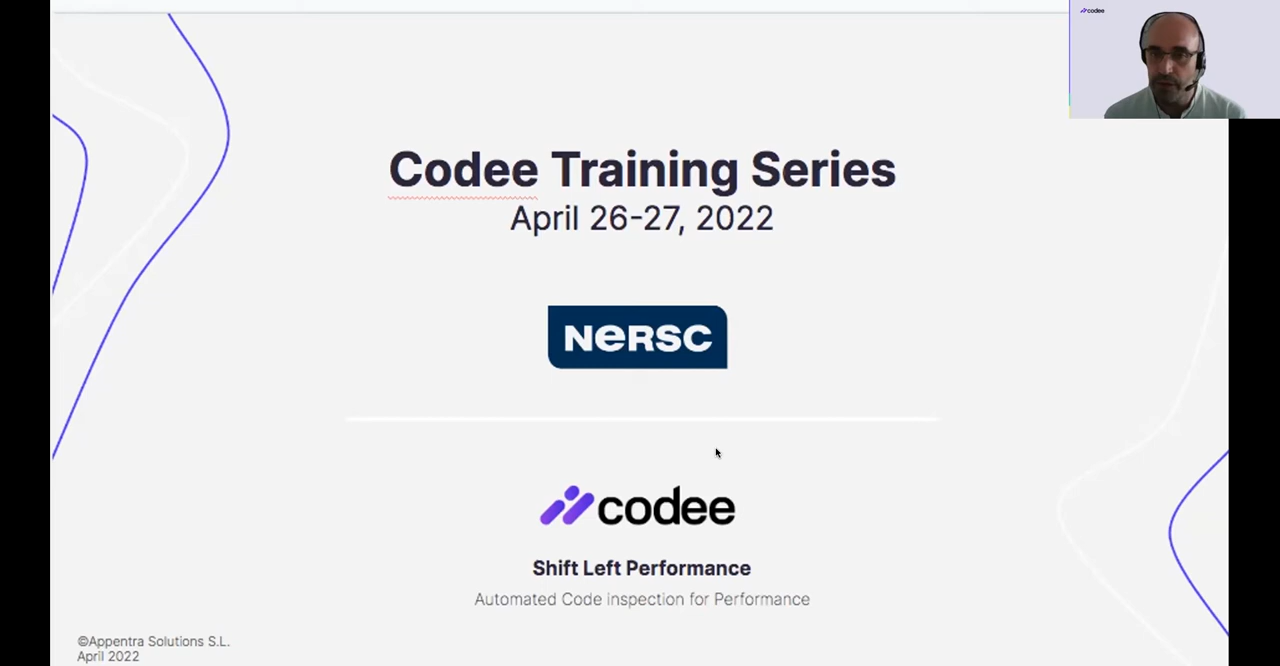 codee
Codee Training Series
April 26-27, 2022
NERSC
codee
Shift Left Performance
Automated Code inspection for Performance
©Appentra Solutions S.L.
April 2022